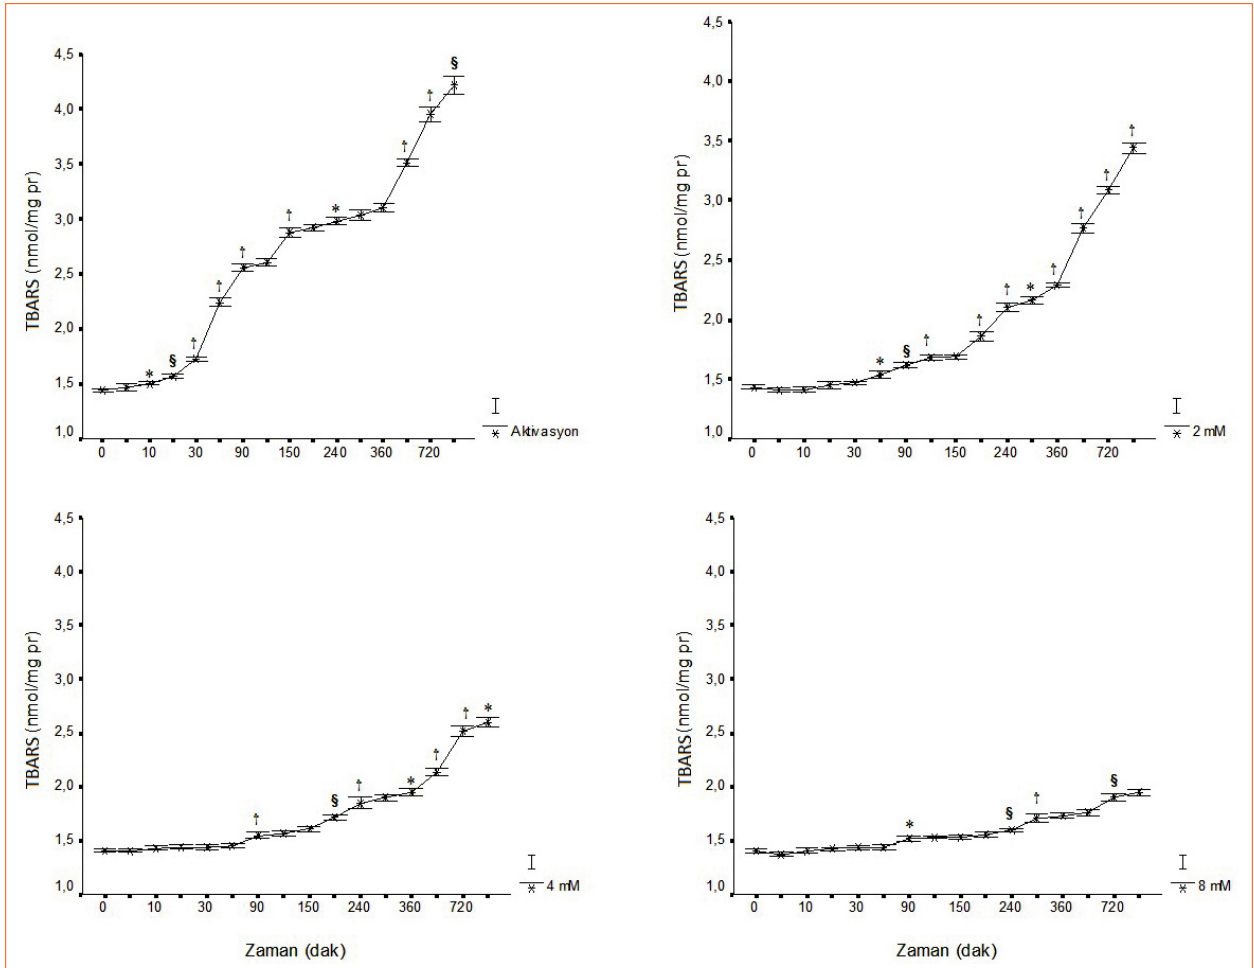 4,5
4,0
3,5
3,0
2,5
2,0
1,5
1,0
TBARS (nmol/mg pr)
* § † † † † * † † §
0 10 30 90 150 240 360 720
Aktivasyon
4,5
4,0
3,5
3,0
2,5
2,0
1,5
1,0
TBARS (nmol/mg pr)
* § † † † * † † † †
0 10 30 90 150 240 360 720
2 mM
4,5
4,0
3,5
3,0
2,5
2,0
1,5
1,0
TBARS (nmol/mg pr)
† § † * † † *
0 10 30 90 150 240 360 720
4 mM
Zaman (dak)
4,5
4,0
3,5
3,0
2,5
2,0
1,5
1,0
TBARS (nmol/mg pr)
* § † §
0 10 30 90 150 240 360 720
8 mM
Zaman (dak)